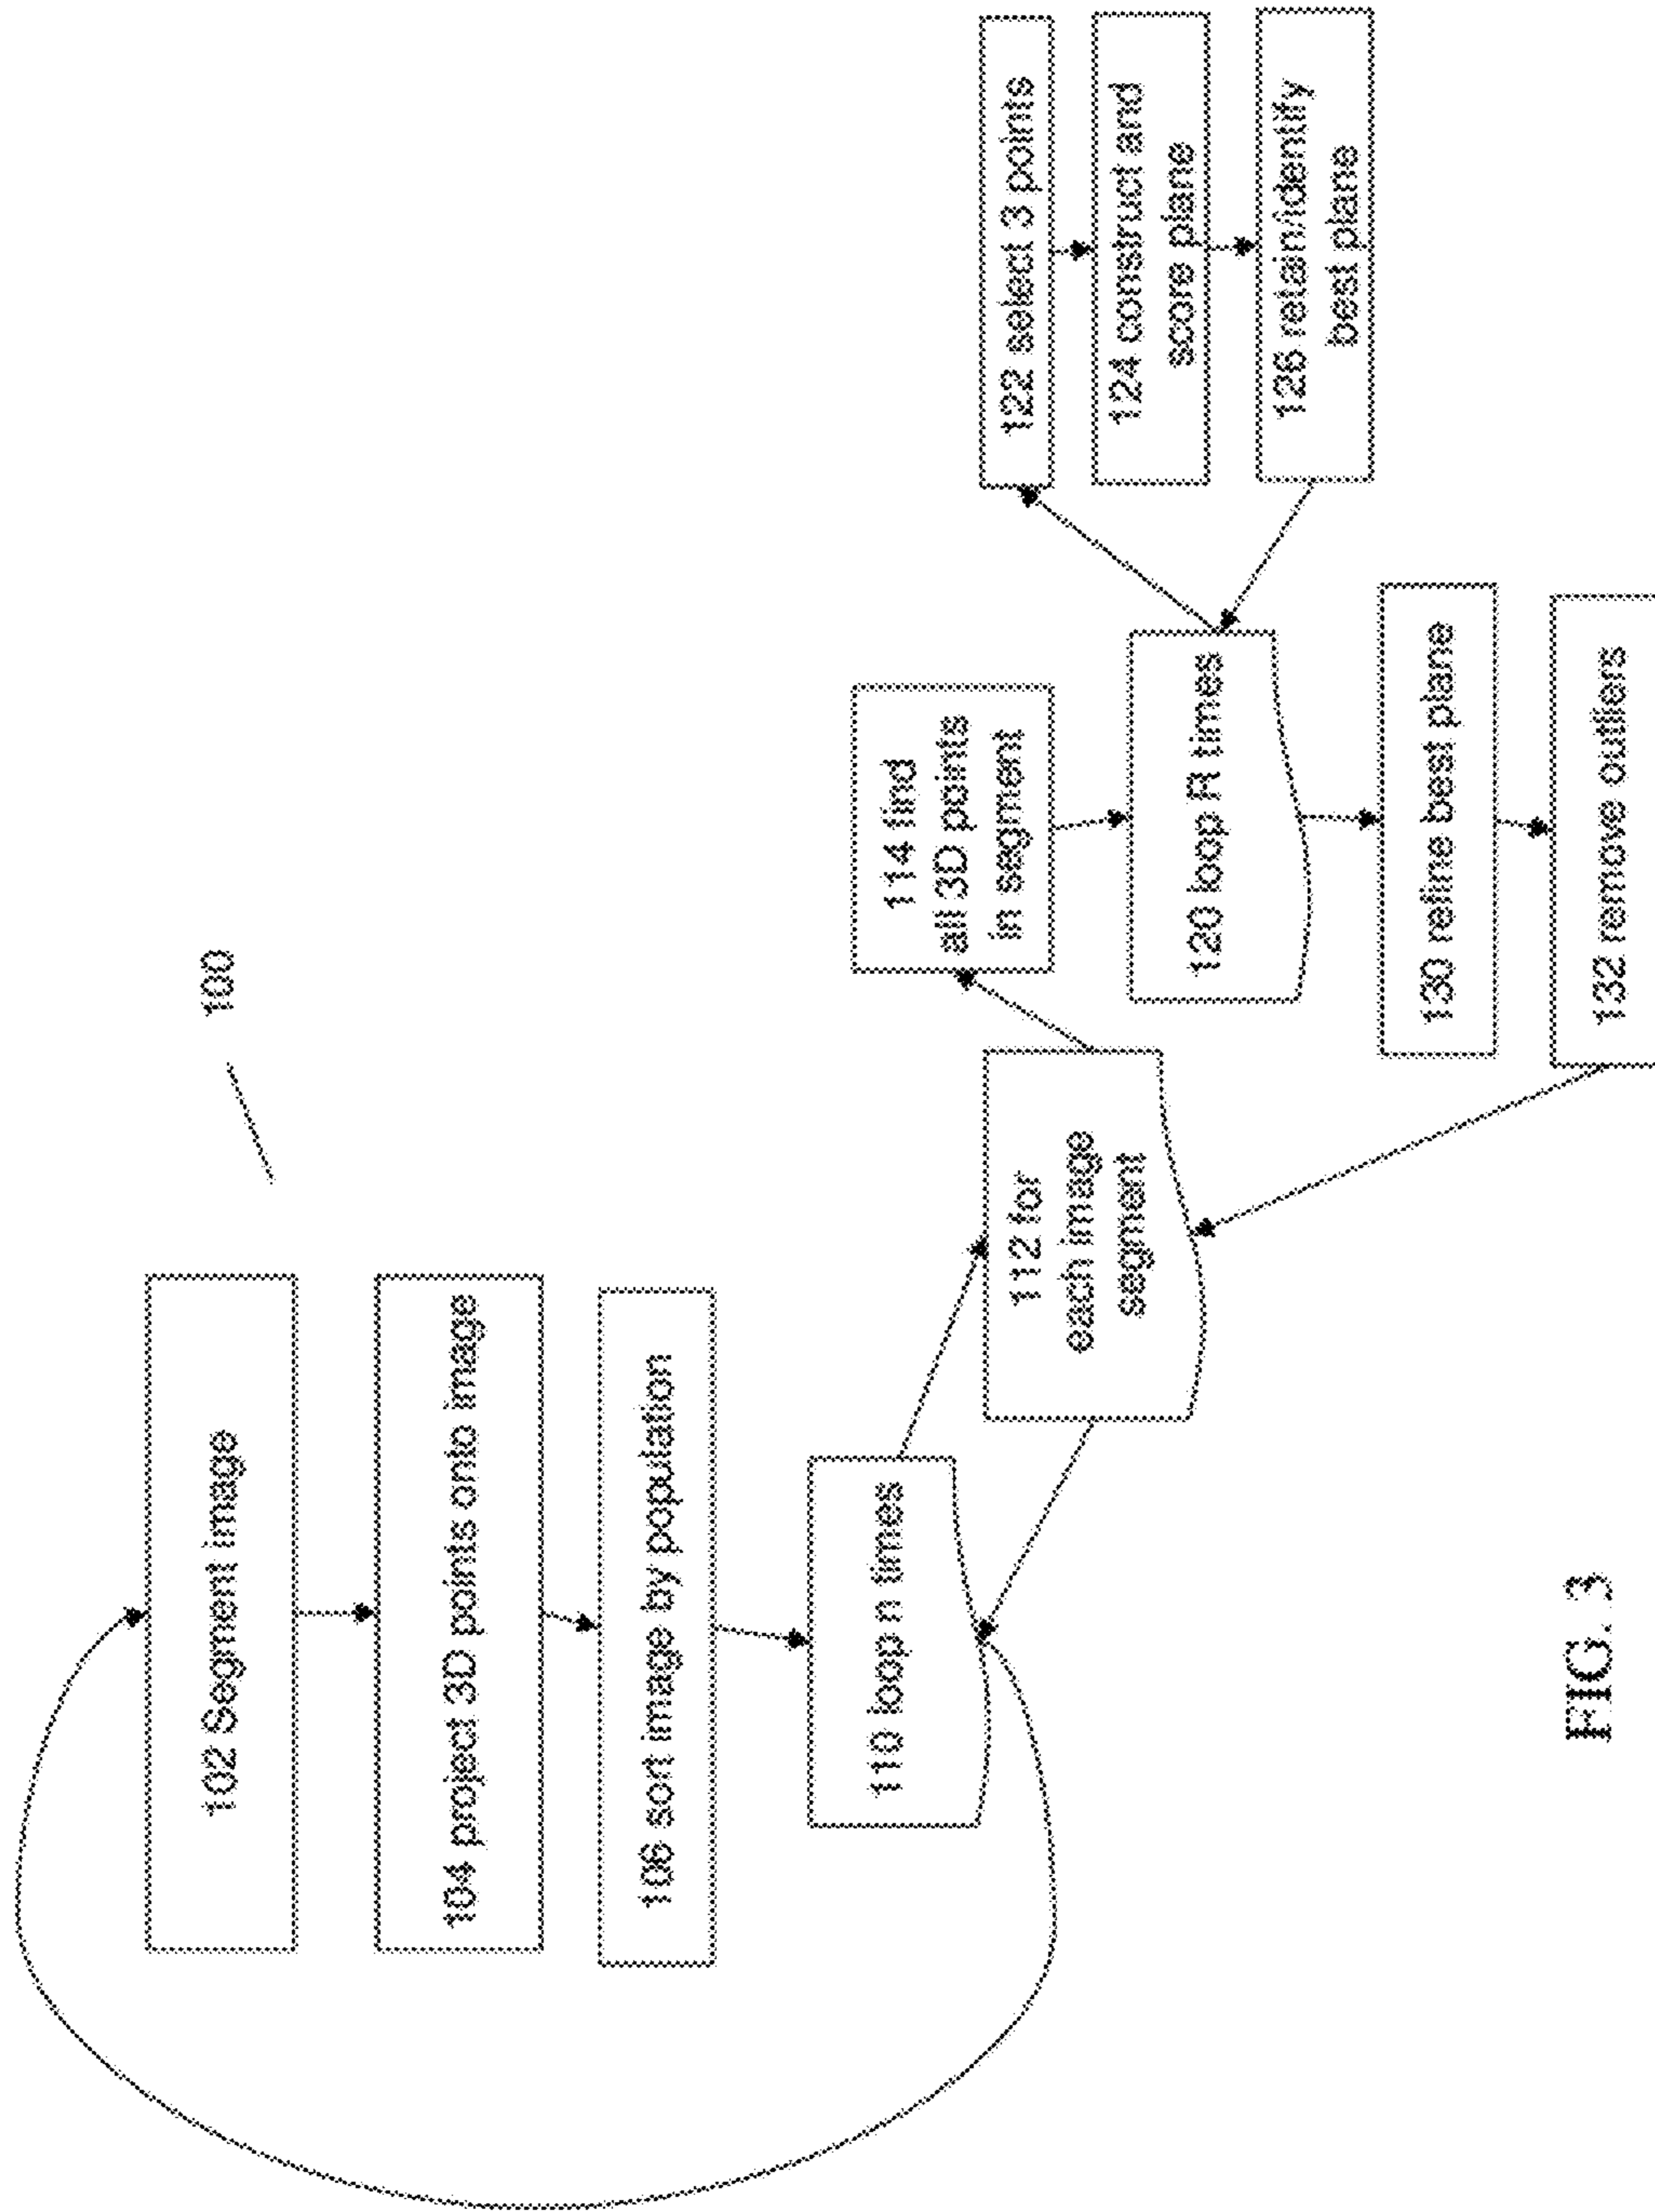 100
102 Segment image
104 project 3D points onto image
106 sort image by population
110 loop n times
112 for
each image
segment
114 find
all 3D points
in segment
120 loop R times
122 select 3 points
124 construct and
score plane
126 retain/identify
best plane
130 refine best plane
132 remove outliers
FIG. 3